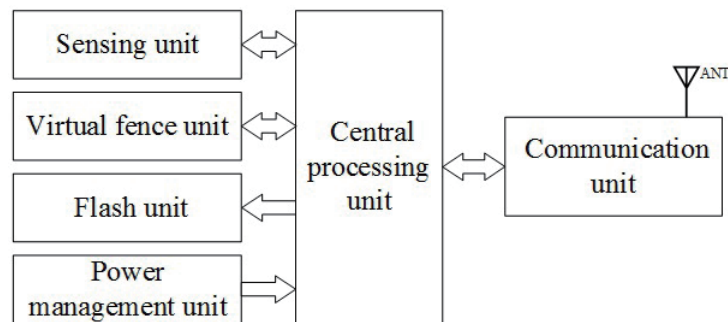 Sensing unit
Virtual fence unit
Flash unit
Power
management unit
Central
processing
unit
Communication
unit
ANT